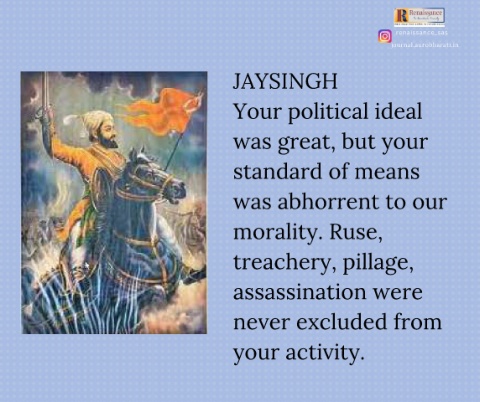 Renaissance
renaissance_sas
journal.aurobharati.in
JAYSINGH
Your political ideal
was great, but your
standard of means
was abhorrent to our
morality. Ruse,
treachery, pillage,
assassination were
never excluded from
your activity.